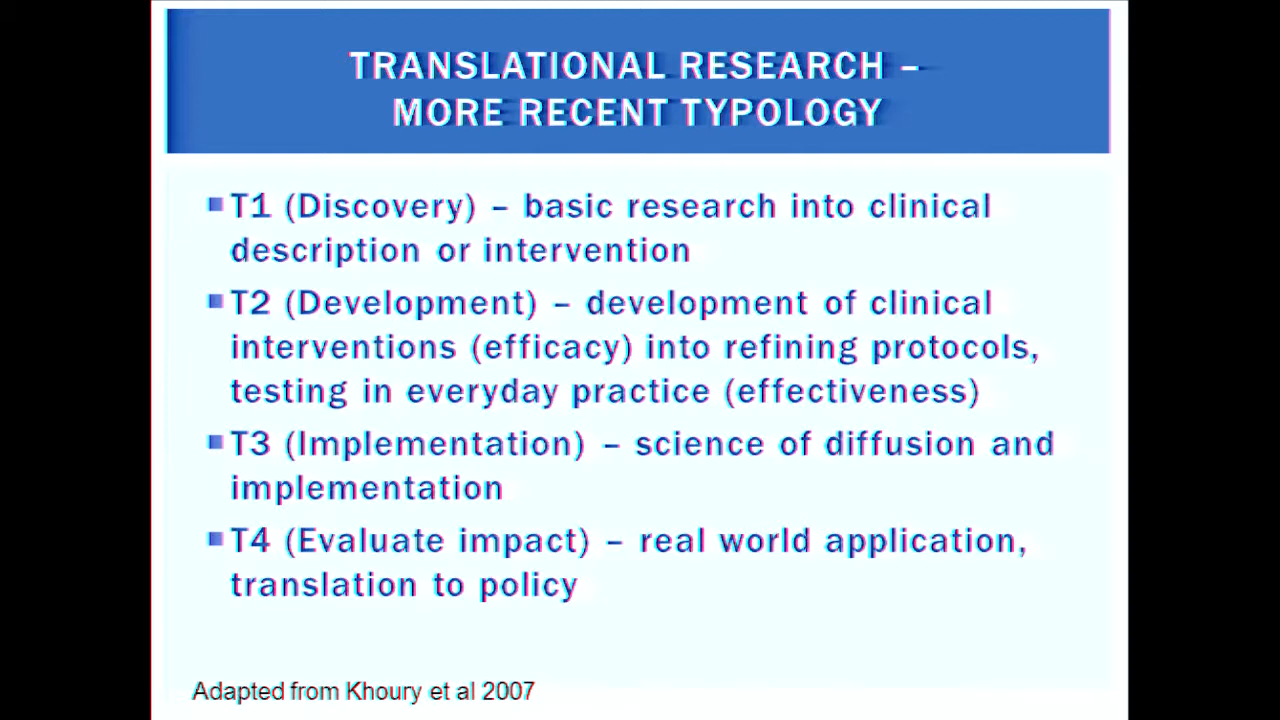 TRANSLATIONAL RESEARCH –
MORE RECENT TYPOLOGY
T1 (Discovery) – basic research into clinical
description or intervention
T2 (Development) – development of clinical
interventions (efficacy) into refining protocols,
testing in everyday practice (effectiveness)
T3 (Implementation) – science of diffusion and
implementation
T4 (Evaluate impact) – real world application,
translation to policy
Adapted from Khoury et al 2007